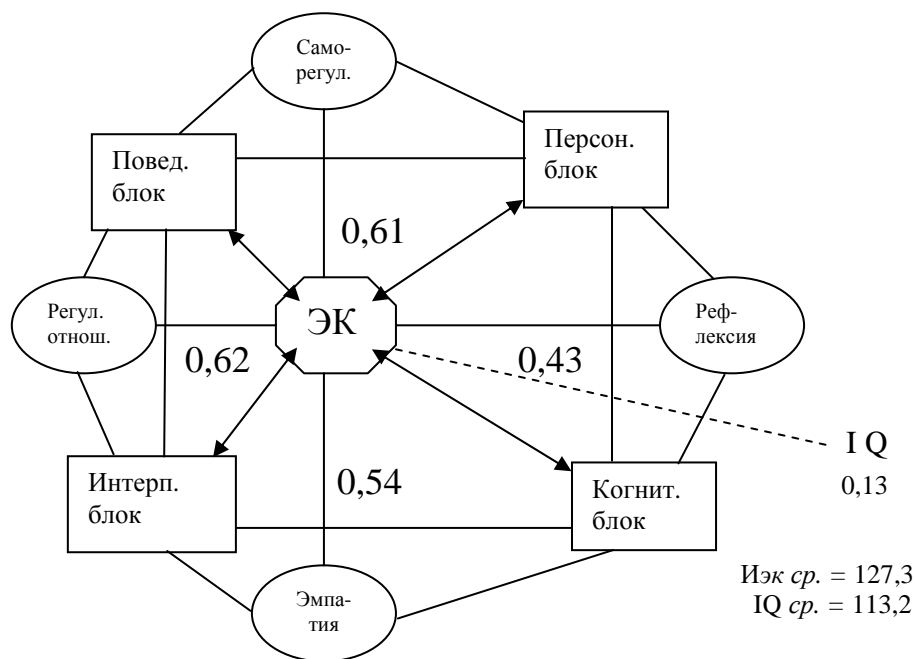 Само-
регул.
Повед.
блок
Персон.
блок
0,61
Регул.
отнош.
ЭК
Реф-
лексия
0,62
0,43
I Q
0,13
Интерп.
блок
0,54
Когнит.
блок
Иэк ср. = 127,3
IQ ср. = 113,2
Эмпа-
тия